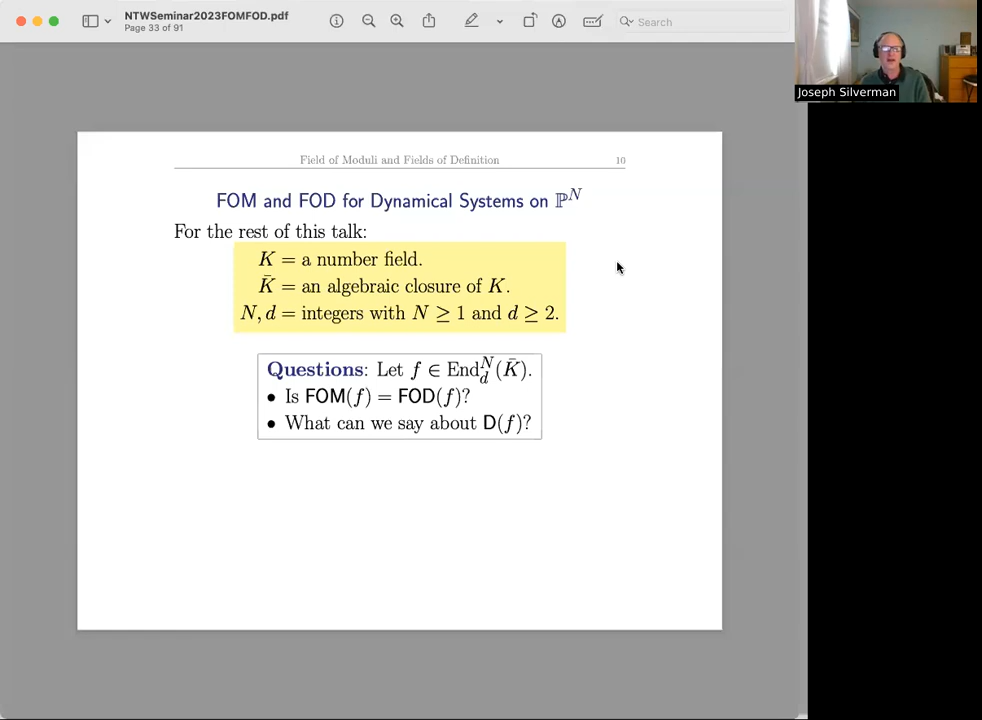 NTWSeminar2023FOMFOD.pdf
Page 33 of 91
Search
Joseph Silverman
Field of Moduli and Fields of Definition 10
FOM and FOD for Dynamical Systems on ℙ^N
For the rest of this talk:
K = a number field.
K̄ = an algebraic closure of K.
N, d = integers with N ≥ 1 and d ≥ 2.
Questions: Let f ∈ End_d^N(K̄).
• Is FOM(f) = FOD(f)?
• What can we say about D(f)?